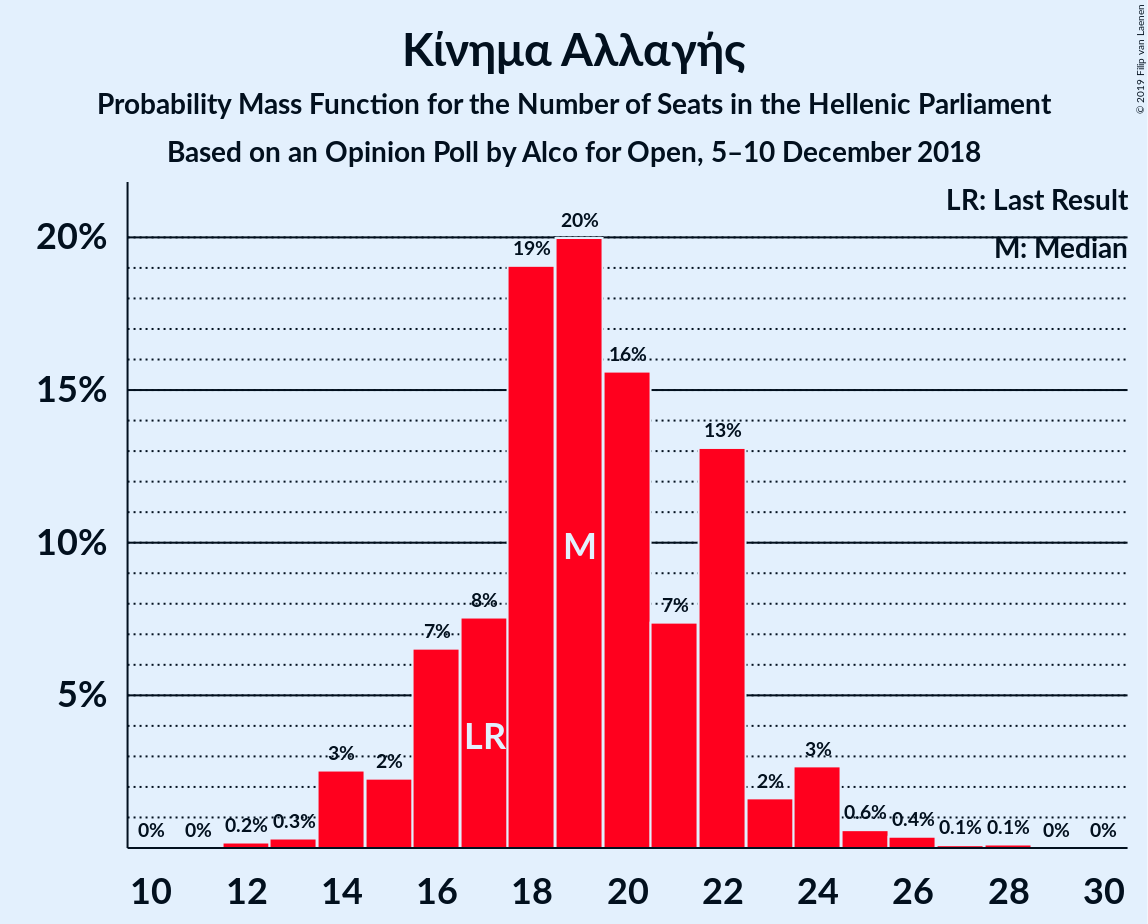 Κίνημα Αλλαγής
Probability Mass Function for the Number of Seats in the Hellenic Parliament
Based on an Opinion Poll by Alco for Open, 5–10 December 2018
© 2019 Filip van Laenen
LR: Last Result
M: Median
20%
15%
10%
5%
0%
0%
0.2%
0.3%
3%
2%
7%
8%
19%
20%
16%
7%
13%
2%
3%
0.6%
0.4%
0.1%
0.1%
0%
0%
LR
M
10 12 14 16 18 20 22 24 26 28 30